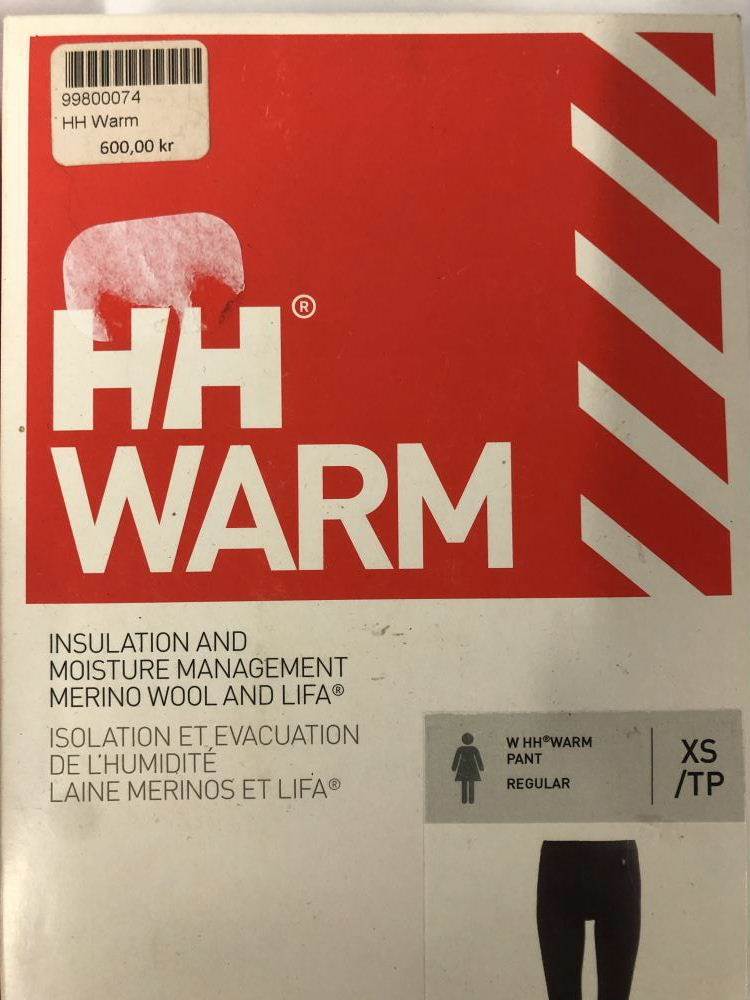 99800074
HH Warm
600,00 kr
HH®
WARM
INSULATION AND
MOISTURE MANAGEMENT
MERINO WOOL AND LIFA®
ISOLATION ET EVACUATION
DE L'HUMIDITÉ
LAINE MERINOS ET LIFA®
W HH®WARM
PANT
REGULAR
XS
/TP